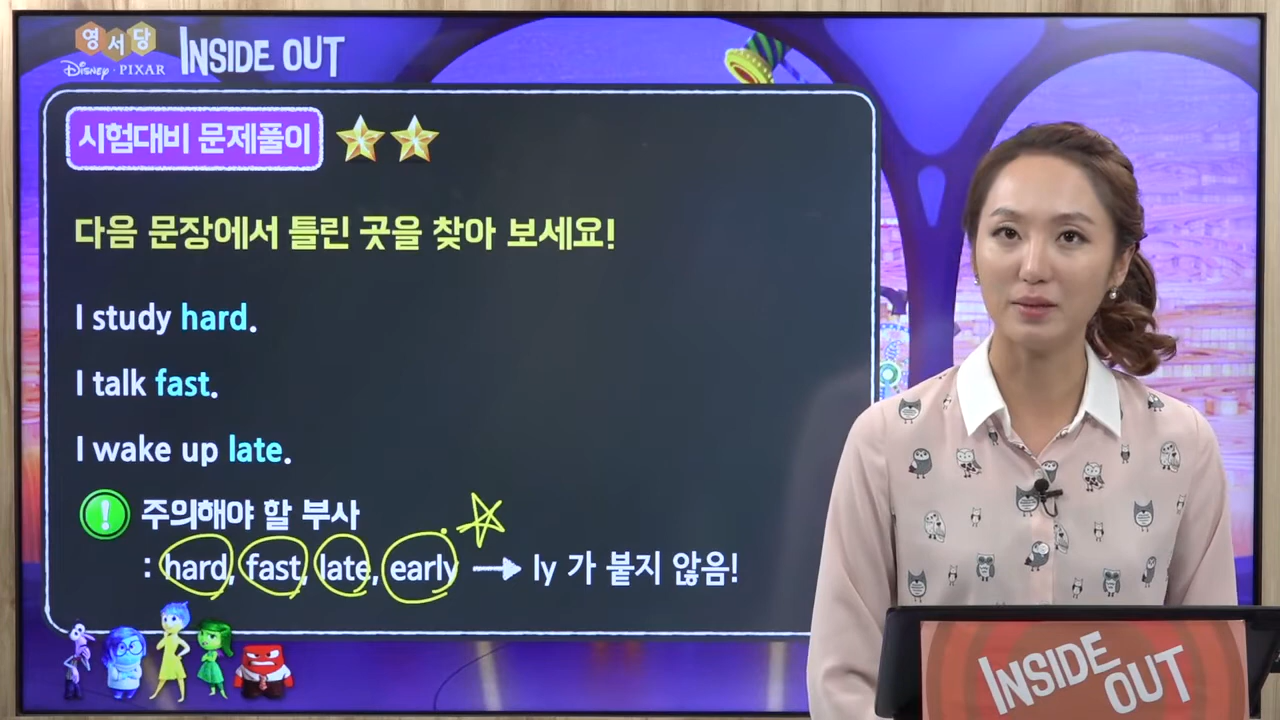 영서당
Disney · PIXAR
INSIDE OUT
시험대비 문제풀이
다음 문장에서 틀린 곳을 찾아 보세요!
I study hard.
I talk fast.
I wake up late.
! 주의해야 할 부사
: hard, fast, late, early → ly 가 붙지 않음!
INSIDE OUT